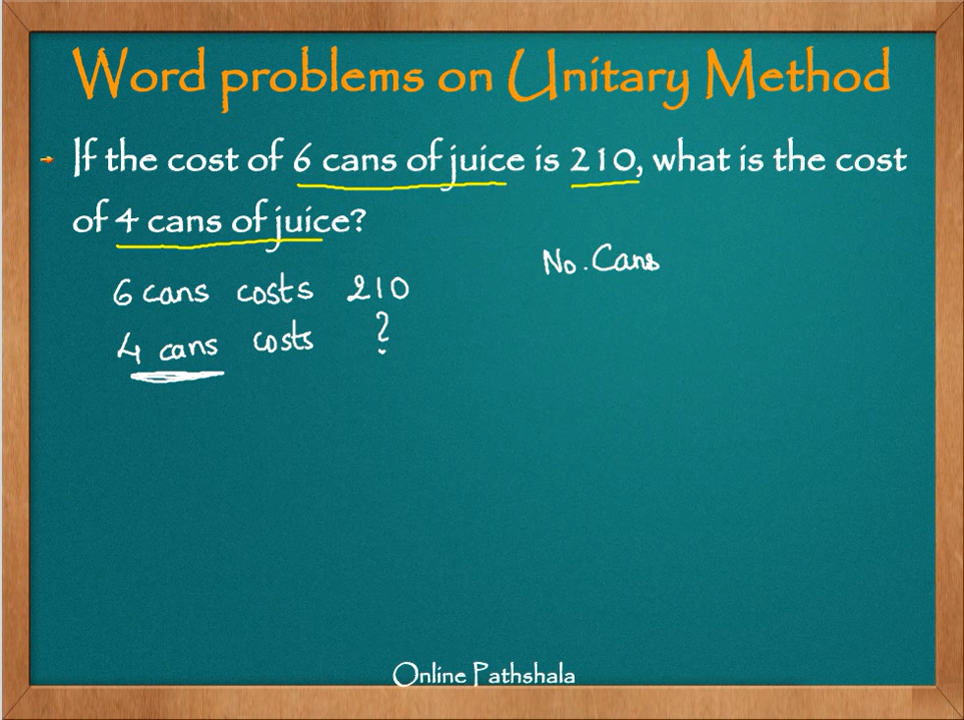 Word problems on Unitary Method
If the cost of 6 cans of juice is 210, what is the cost
of 4 cans of juice?
No. Cans
6 cans costs 210
4 cans costs ?
Online Pathshala